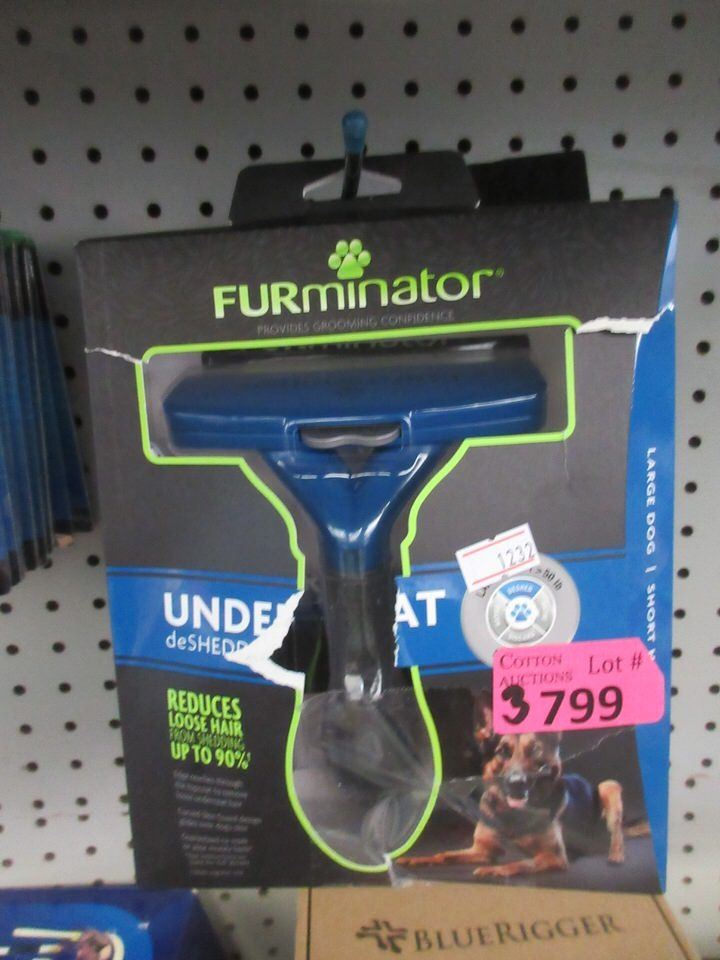 FURminator®
PROVIDES GROOMING CONFIDENCE
LARGE DOG | SHORT
1232
UNDE AT
deSHED
COTTON AUCTIONS Lot #
3799
REDUCES
LOOSE HAIR
FROM SHEDDING
UP TO 90%
BLUERIGGER